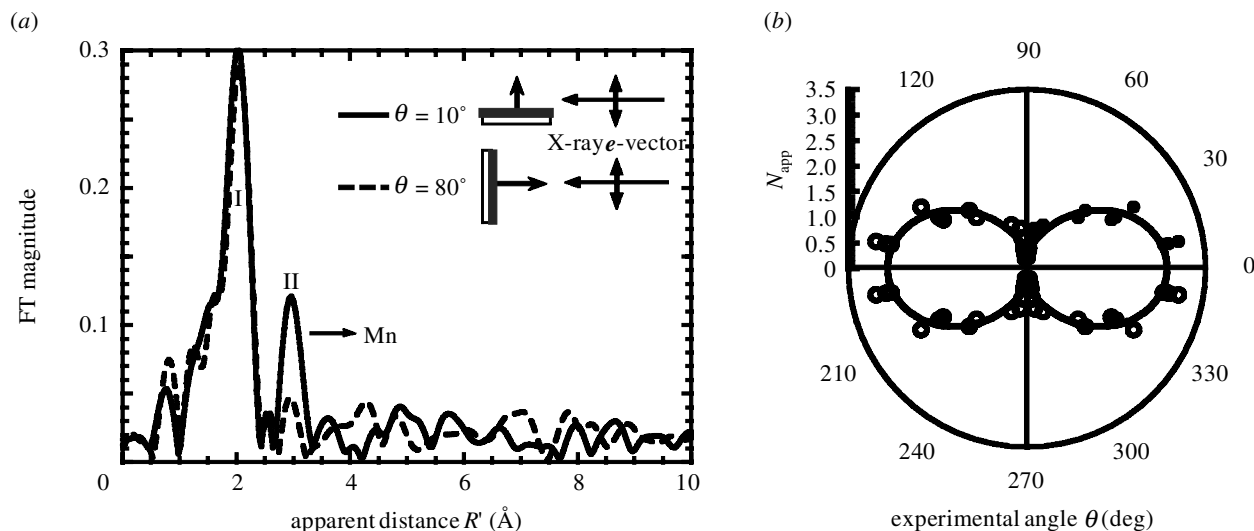 (a)
0.3
0.2
0.1
FT magnitude
0
2
4
6
8
10
apparent distance R' (Å)
I
II
Mn
θ = 10°
X-ray e-vector
θ = 80°
(b)
90
120
60
30
0
330
300
270
240
210
3.5
3.0
2.5
2.0
1.5
1.0
0.5
0
Napp
experimental angle θ (deg)